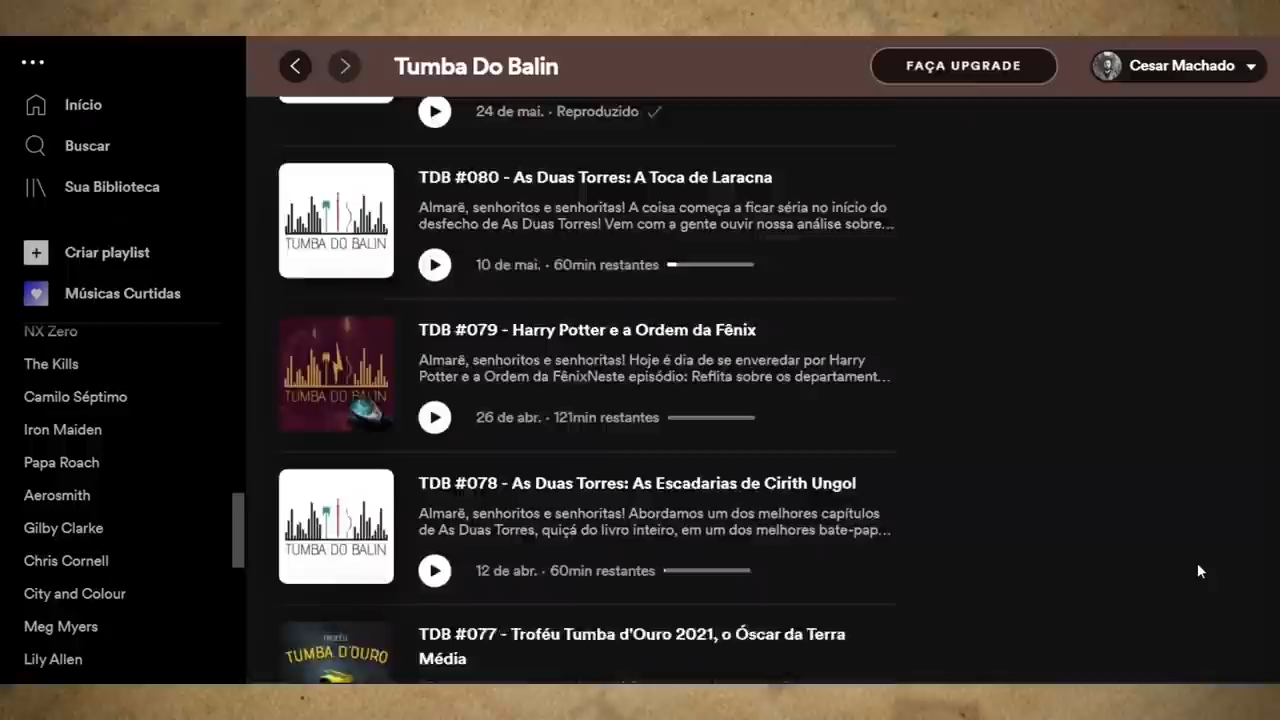 Tumba Do Balin
FAÇA UPGRADE
Cesar Machado
Início
Buscar
Sua Biblioteca
Criar playlist
Músicas Curtidas
NX Zero
The Kills
Camilo Séptimo
Iron Maiden
Papa Roach
Aerosmith
Gilby Clarke
Chris Cornell
City and Colour
Meg Myers
Lily Allen
24 de mai. · Reproduzido
TUMBA DO BALIN
TDB #080 - As Duas Torres: A Toca de Laracna
Almarë, senhoritos e senhoritas! A coisa começa a ficar séria no início do
desfecho de As Duas Torres! Vem com a gente ouvir nossa análise sobre...
10 de mai. · 60min restantes
TUMBA DO BALIN
TDB #079 - Harry Potter e a Ordem da Fênix
Almarë, senhoritos e senhoritas! Hoje é dia de se enveredar por Harry
Potter e a Ordem da FênixNeste episódio: Reflita sobre os department...
26 de abr. · 121min restantes
TUMBA DO BALIN
TDB #078 - As Duas Torres: As Escadarias de Cirith Ungol
Almarë, senhoritos e senhoritas! Abordamos um dos melhores capítulos
de As Duas Torres, quiçá do livro inteiro, em um dos melhores bate-pap...
12 de abr. · 60min restantes
TROFÉU
TUMBA D'OURO
TDB #077 - Troféu Tumba d'Ouro 2021, o Óscar da Terra
Média